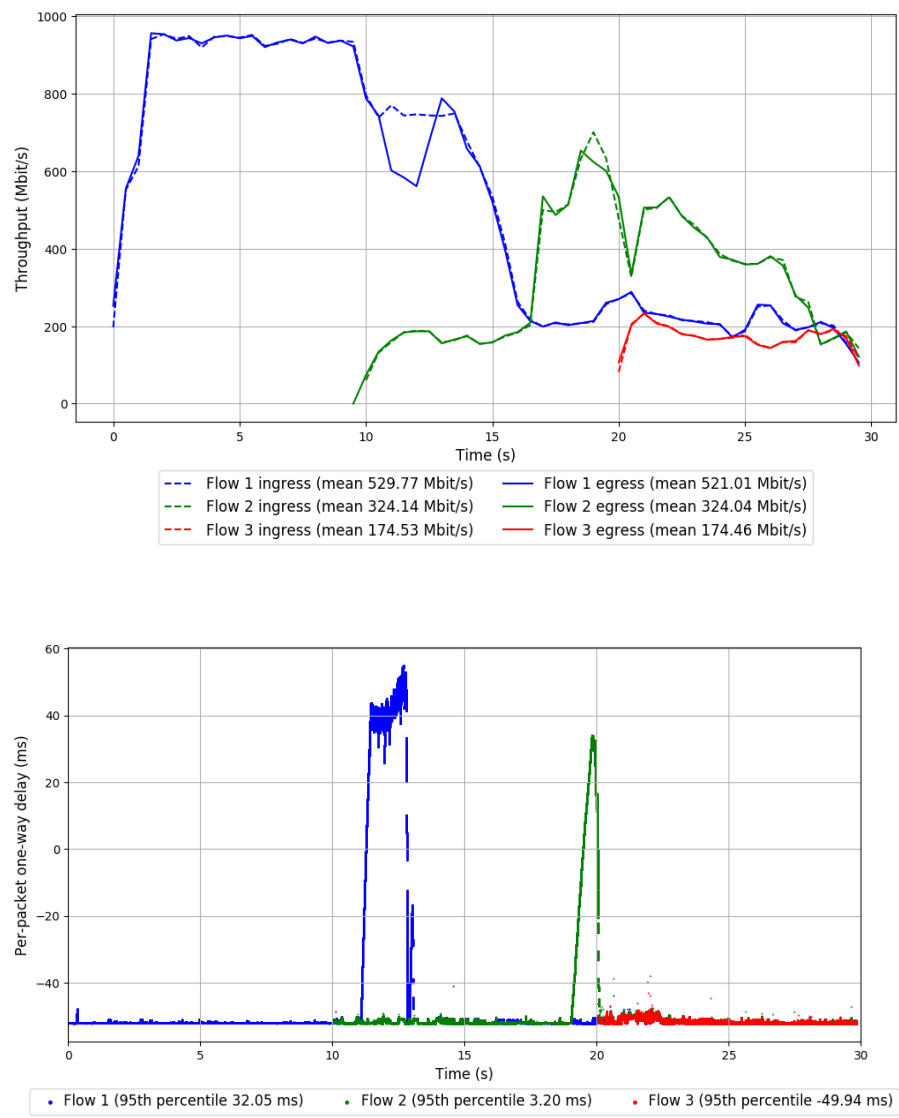 1000
800
600
400
200
0
Throughput (Mbit/s)
0 5 10 15 20 25 30
Time (s)
Flow 1 ingress (mean 529.77 Mbit/s) Flow 1 egress (mean 521.01 Mbit/s)
Flow 2 ingress (mean 324.14 Mbit/s) Flow 2 egress (mean 324.04 Mbit/s)
Flow 3 ingress (mean 174.53 Mbit/s) Flow 3 egress (mean 174.46 Mbit/s)
60
40
20
0
−20
−40
Per-packet one-way delay (ms)
0 5 10 15 20 25 30
Time (s)
Flow 1 (95th percentile 32.05 ms) Flow 2 (95th percentile 3.20 ms) Flow 3 (95th percentile -49.94 ms)